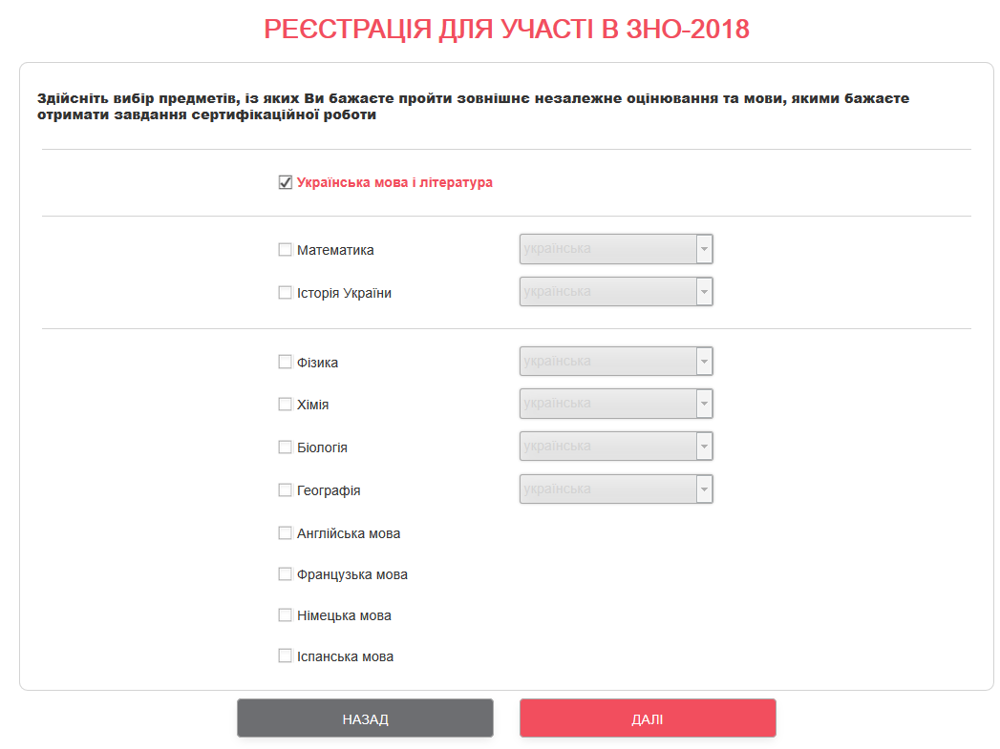 РЕЄСТРАЦІЯ ДЛЯ УЧАСТІ В ЗНО-2018
Здійсніть вибір предметів, із яких Ви бажаєте пройти зовнішнє незалежне оцінювання та мови, якими бажаєте
отримати завдання сертифікаційної роботи
Українська мова і література
Математика українська
Історія України українська
Фізика українська
Хімія українська
Біологія українська
Географія українська
Англійська мова
Французька мова
Німецька мова
Іспанська мова
НАЗАД ДАЛІ